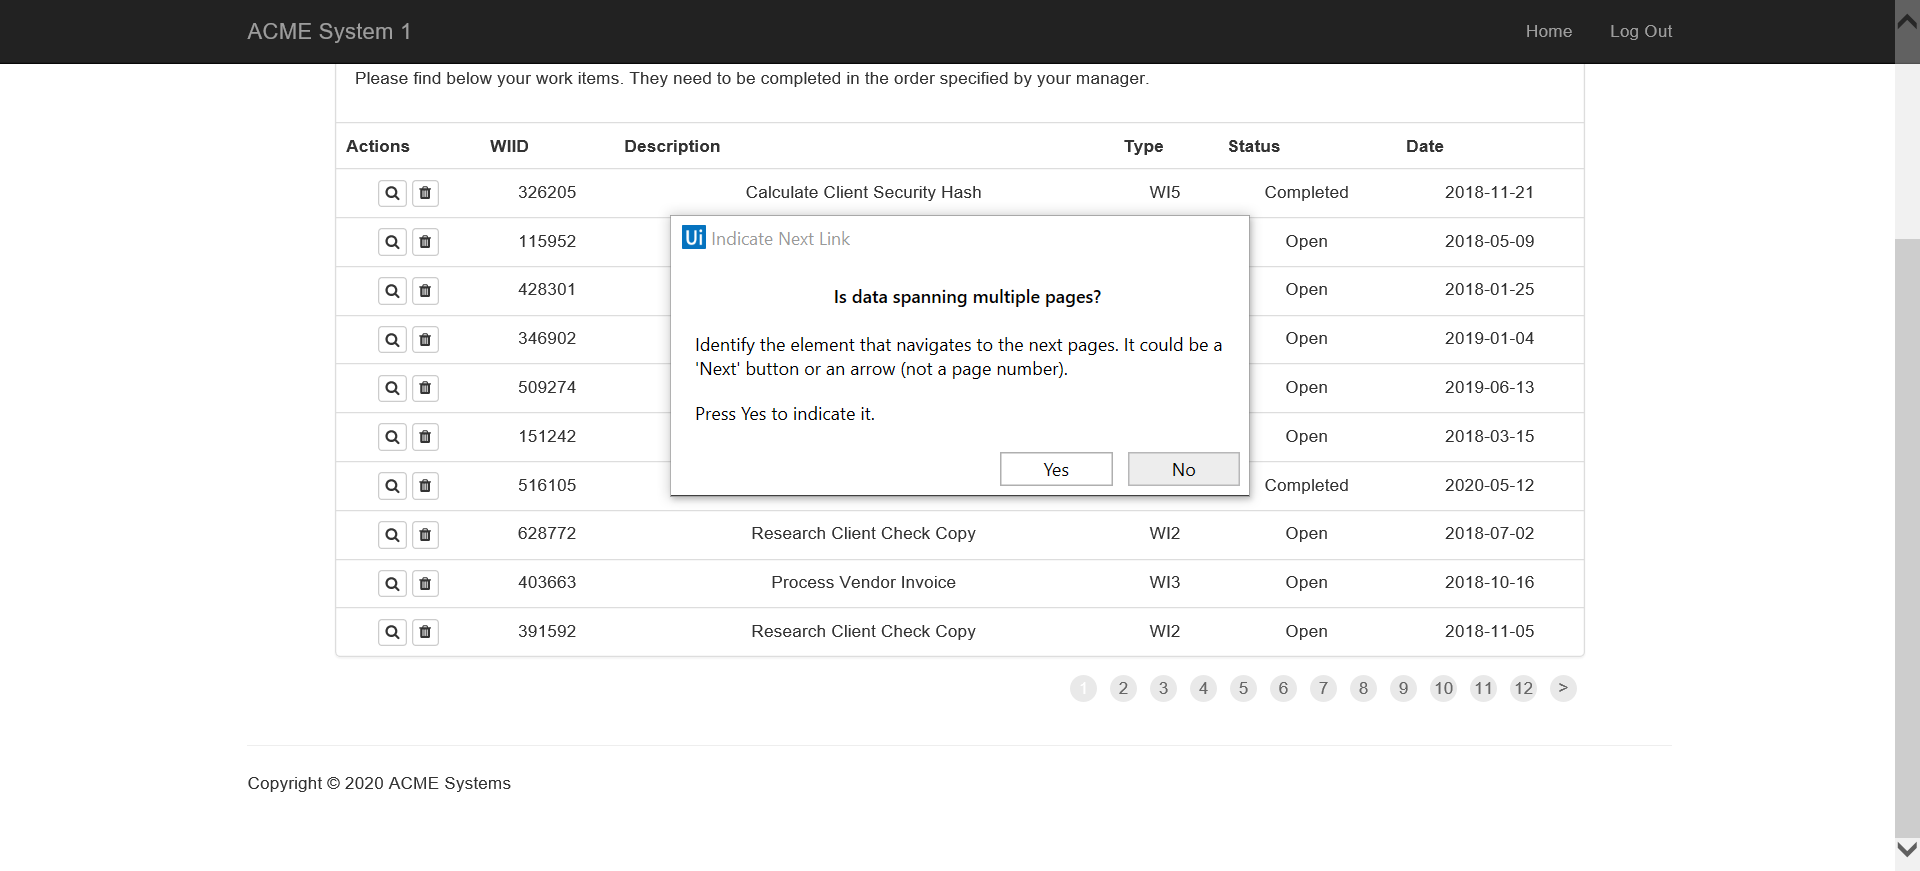 ACME System 1 Home Log Out
Please find below your work items. They need to be completed in the order specified by your manager.
Actions WIID Description Type Status Date
326205 Calculate Client Security Hash WI5 Completed 2018-11-21
115952 Open 2018-05-09
428301 Open 2018-01-25
346902 Open 2019-01-04
509274 Open 2019-06-13
151242 Open 2018-03-15
516105 Completed 2020-05-12
628772 Research Client Check Copy WI2 Open 2018-07-02
403663 Process Vendor Invoice WI3 Open 2018-10-16
391592 Research Client Check Copy WI2 Open 2018-11-05
Ui Indicate Next Link
Is data spanning multiple pages?
Identify the element that navigates to the next pages. It could be a
'Next' button or an arrow (not a page number).
Press Yes to indicate it.
Yes No
1 2 3 4 5 6 7 8 9 10 11 12 >
Copyright © 2020 ACME Systems